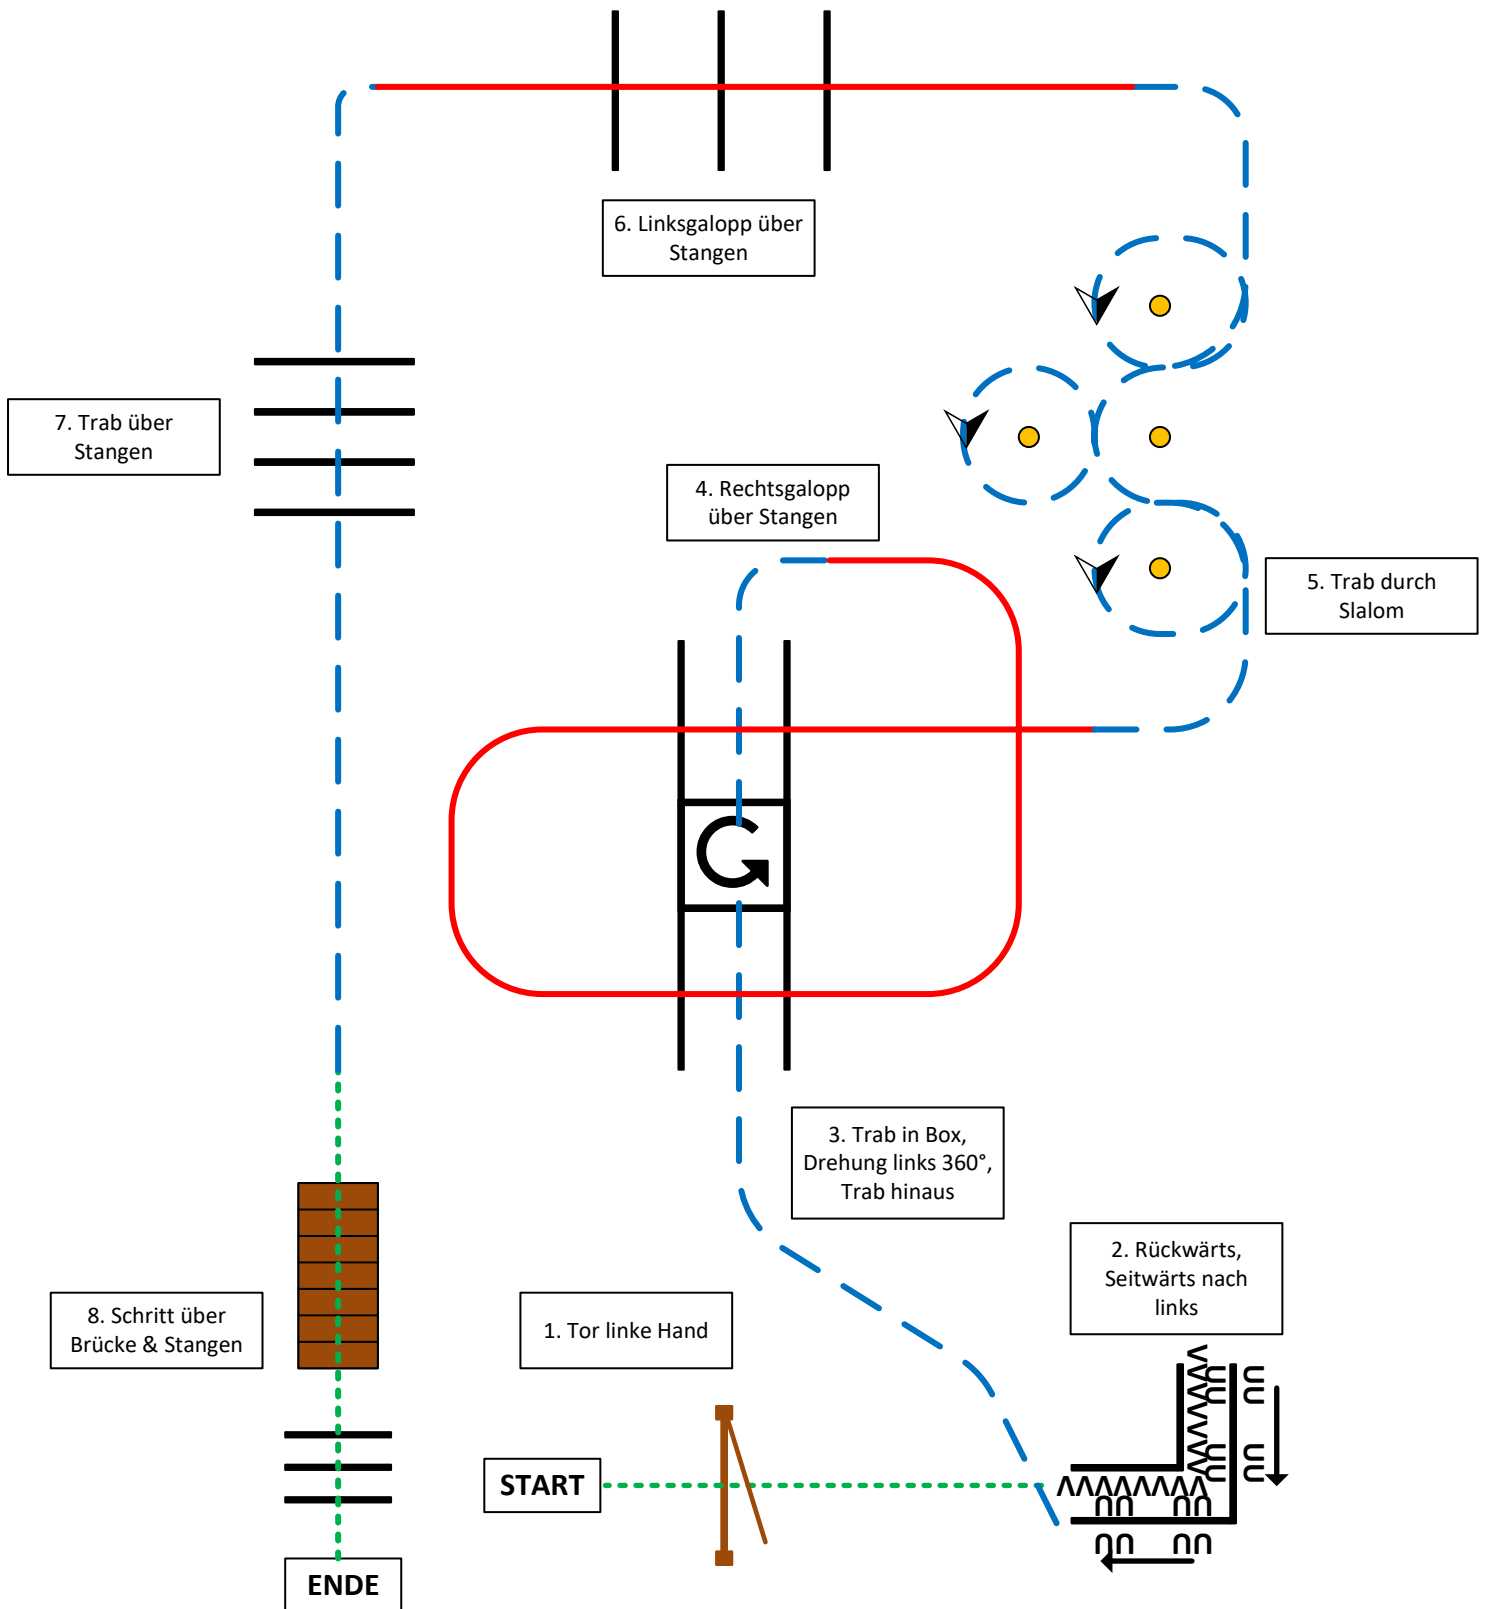 6. Linksgalopp über
Stangen
7. Trab über
Stangen
4. Rechtsgalopp
über Stangen
5. Trab durch
Slalom
3. Trab in Box,
Drehung links 360°,
Trab hinaus
2. Rückwärts,
Seitwärts nach
links
8. Schritt über
Brücke & Stangen
1. Tor linke Hand
START
ENDE